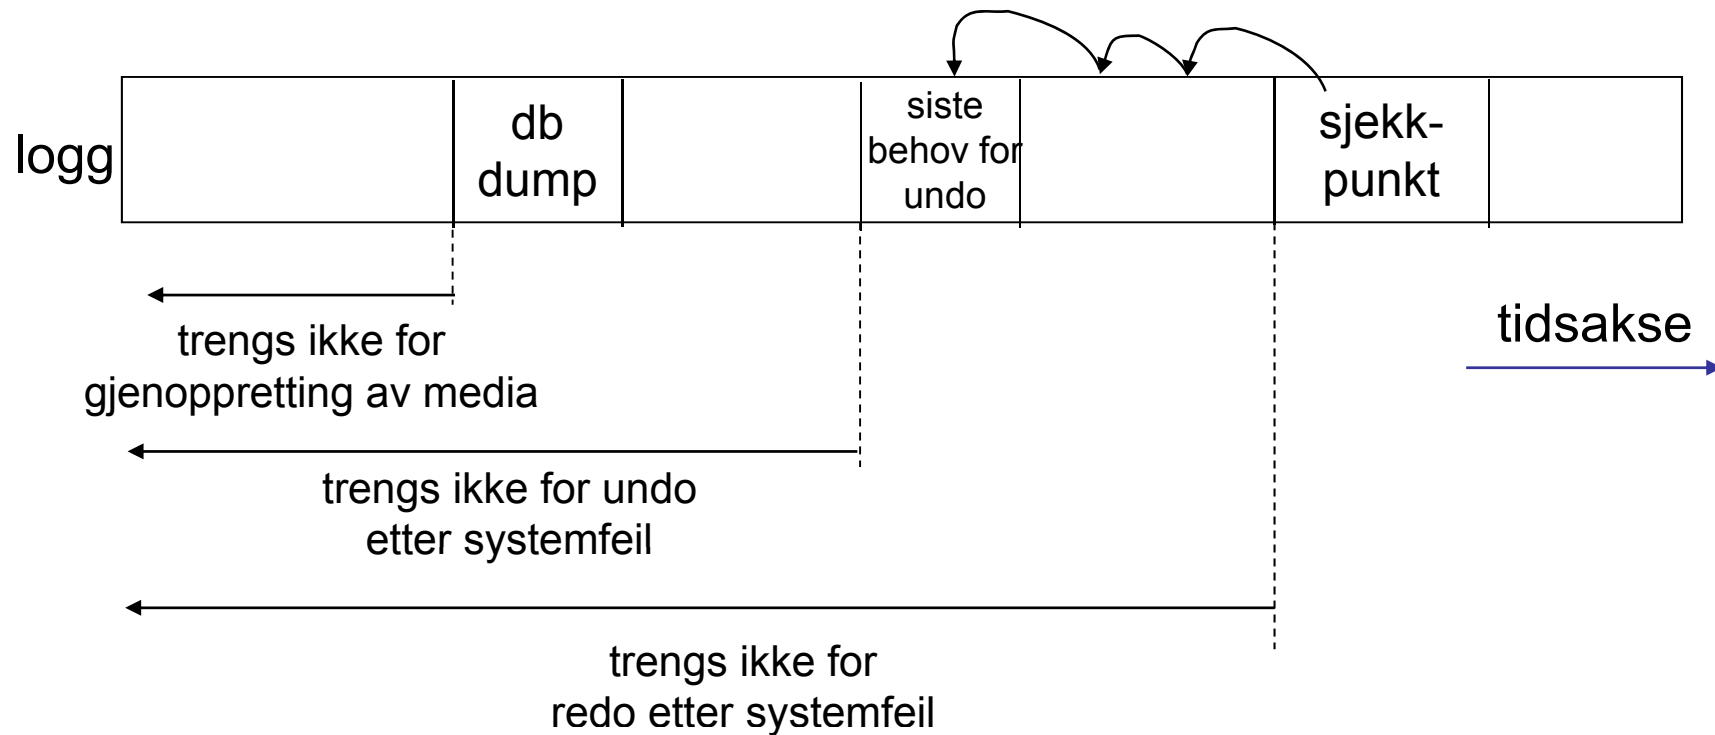 logg
db
dump
siste
behov for
undo
sjekk-
punkt
tidsakse
trengs ikke for
gjenoppretting av media
trengs ikke for undo
etter systemfeil
trengs ikke for
redo etter systemfeil